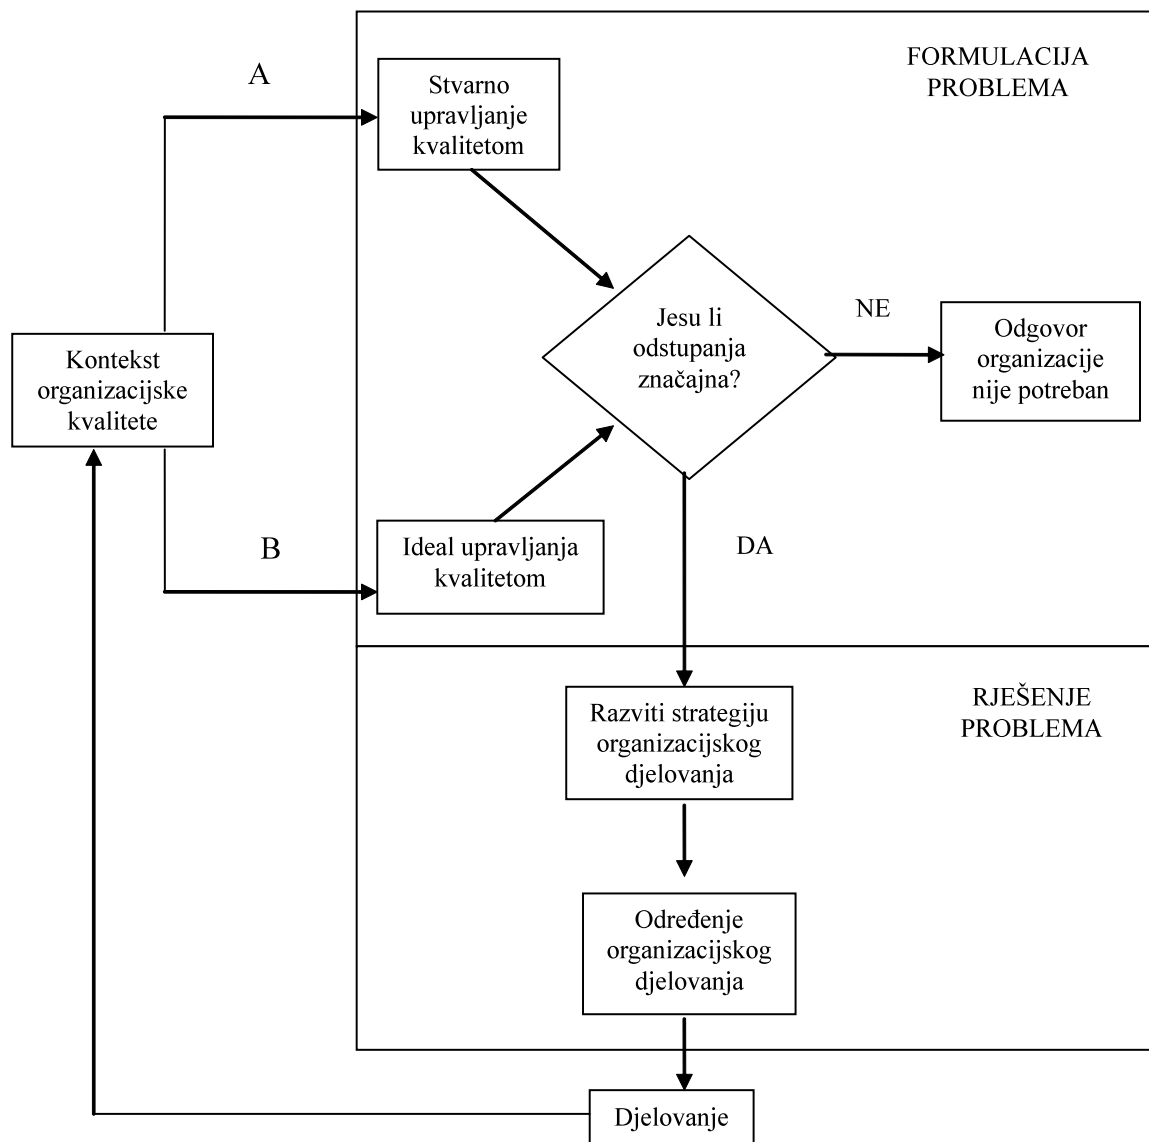 FORMULACIJA
PROBLEMA
A
Stvarno
upravljanje
kvalitetom
Jesu li
odstupanja
značajna?
NE
Odgovor
organizacije
nije potreban
Kontekst
organizacijske
kvalitete
B
Ideal upravljanja
kvalitetom
DA
RJEŠENJE
PROBLEMA
Razviti strategiju
organizacijskog
djelovanja
Određenje
organizacijskog
djelovanja
Djelovanje